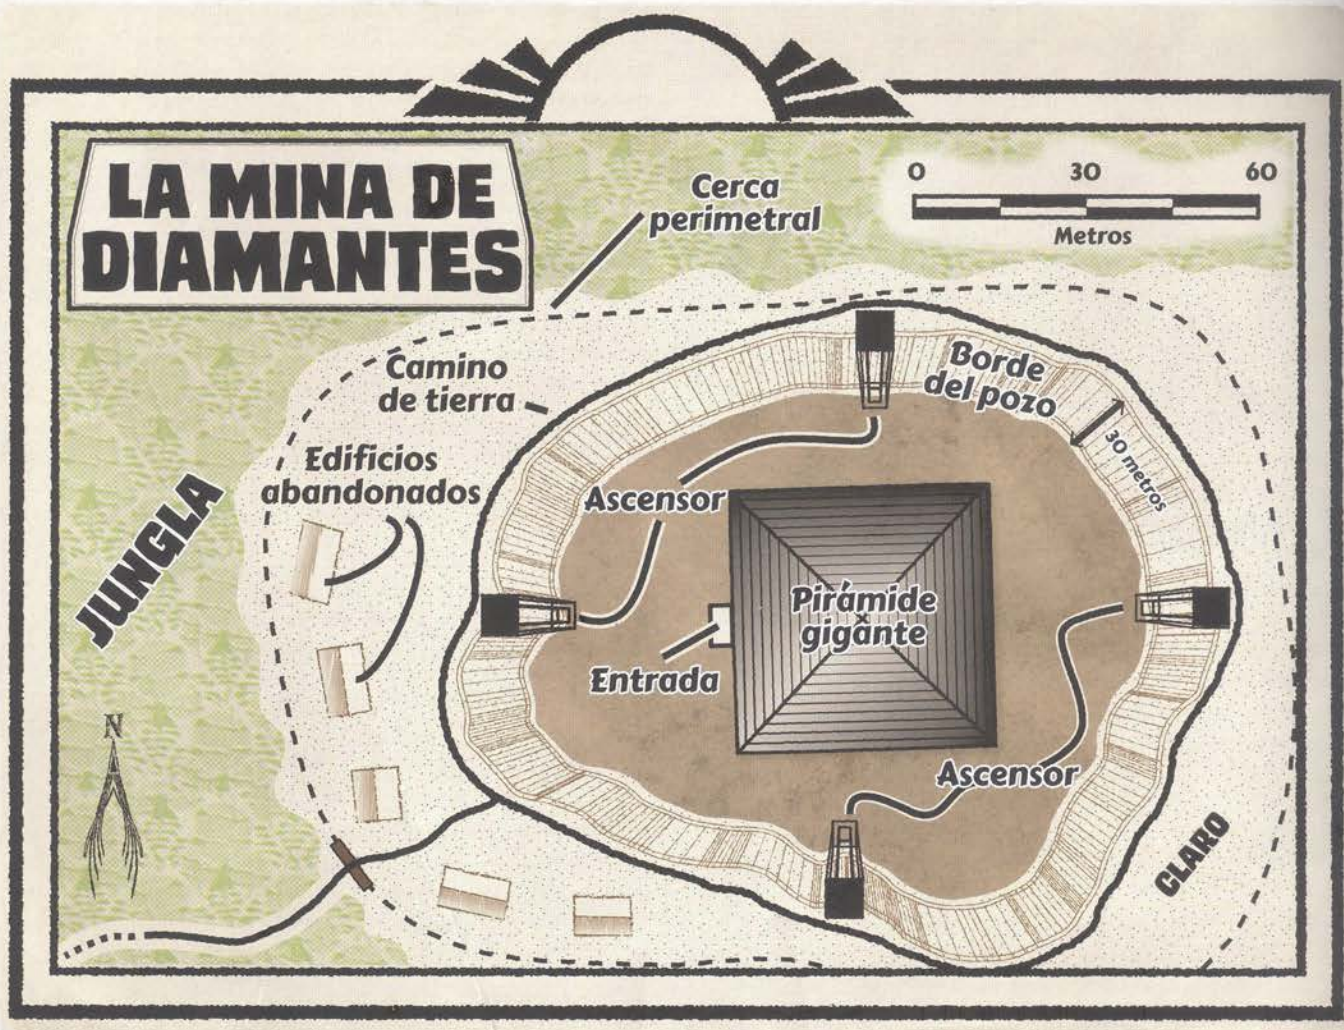 LA MINA DE
DIAMANTES
Cerca
perimetral
0 30 60
Metros
Camino
de tierra
Borde
del pozo
30 metros
Edificios
abandonados
Ascensor
JUNGLA
Pirámide
gigante
Entrada
N
Ascensor
CLARO